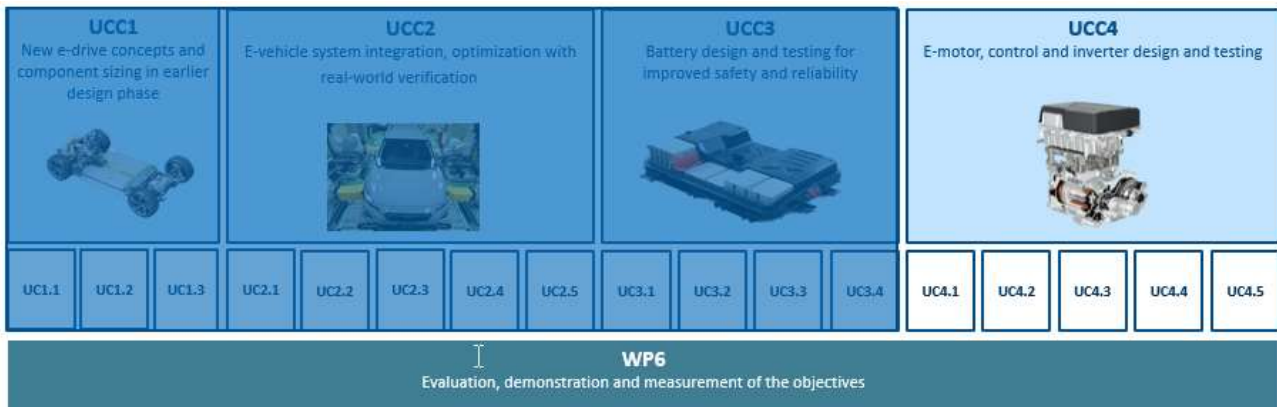 UCC1
New e-drive concepts and
component sizing in earlier
design phase
UCC2
E-vehicle system integration, optimization with
real-world verification
UCC3
Battery design and testing for
improved safety and reliability
UCC4
E-motor, control and inverter design and testing
UC1.1
UC1.2
UC1.3
UC2.1
UC2.2
UC2.3
UC2.4
UC2.5
UC3.1
UC3.2
UC3.3
UC3.4
UC4.1
UC4.2
UC4.3
UC4.4
UC4.5
WP6
Evaluation, demonstration and measurement of the objectives